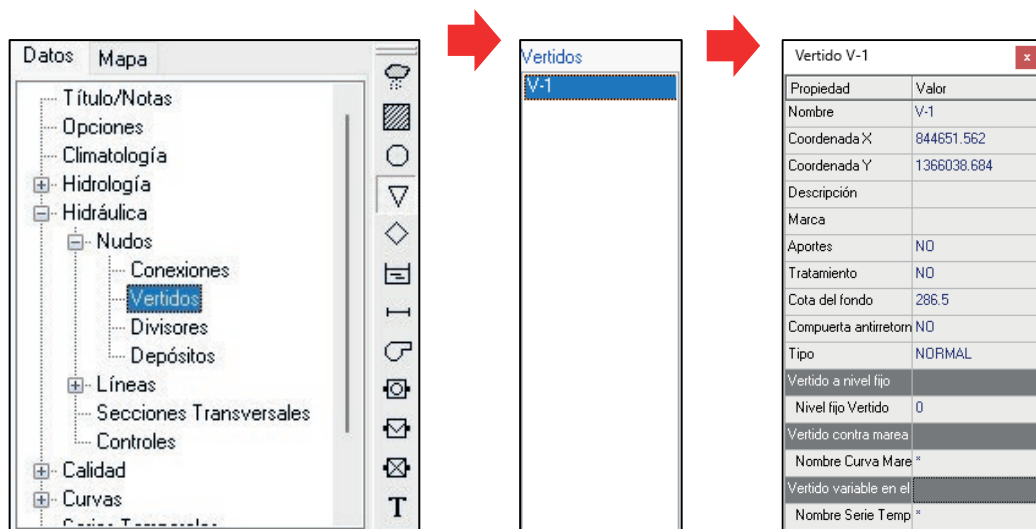 Datos Mapa
Título/Notas
Opciones
Climatología
Hidrología
Hidráulica
Nudos
Conexiones
Vertidos
Divisores
Depósitos
Líneas
Secciones Transversales
Controles
Calidad
Curvas
T
Vertidos
V-1
Vertido V-1
x
Propiedad Valor
Nombre V-1
Coordenada X 844651.562
Coordenada Y 1366038.684
Descripción
Marca
Aportes NO
Tratamiento NO
Cota del fondo 286.5
Compuerta antirretorn NO
Tipo NORMAL
Vertido a nivel fijo
Nivel fijo Vertido 0
Vertido contra marea
Nombre Curva Mare *
Vertido variable en el
Nombre Serie Temp *